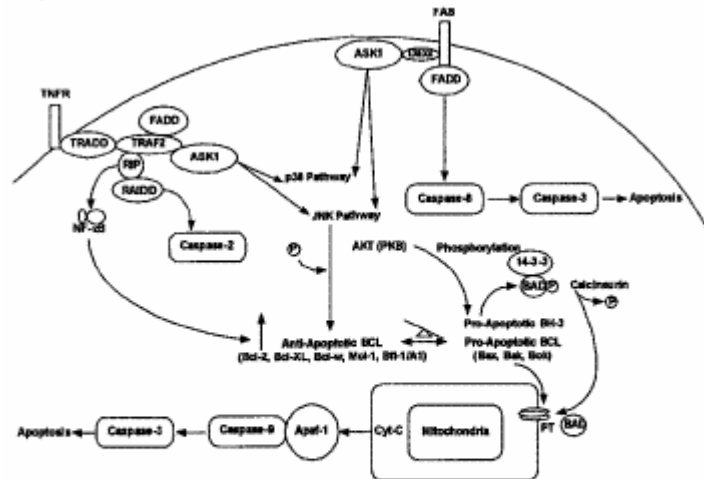 FAS
ASK1
Daxx
FADD
TNFR
FADD
TRADD
TRAF2
ASK1
RIP
p38 Pathway
RAIDD
Caspase-8
Caspase-3
Apoptosis
NF-κB
JNK Pathway
Caspase-2
P
AKT (PKB)
Phosphorylation
14-3-3
BAD
P
Calcineurin
P
Pro-Apoptotic BH-3
Anti-Apoptotic BCL
(Bcl-2, Bcl-XL, Bcl-w, Mcl-1, Bfl-1/A1)
Pro-Apoptotic BCL
(Bax, Bak, Bok)
Apoptosis
Caspase-3
Caspase-9
Apaf-1
Cyt-C
Mitochondria
PT
BAD